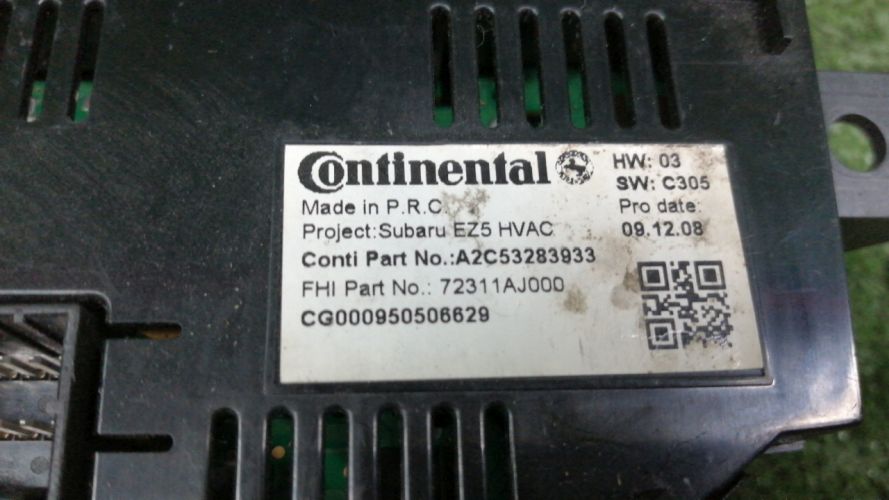 Continental
HW: 03
SW: C305
Made in P.R.C.
Pro date:
Project:Subaru EZ5 HVAC
09.12.08
Conti Part No.:A2C53283933
FHI Part No.: 72311AJ000
CG000950506629